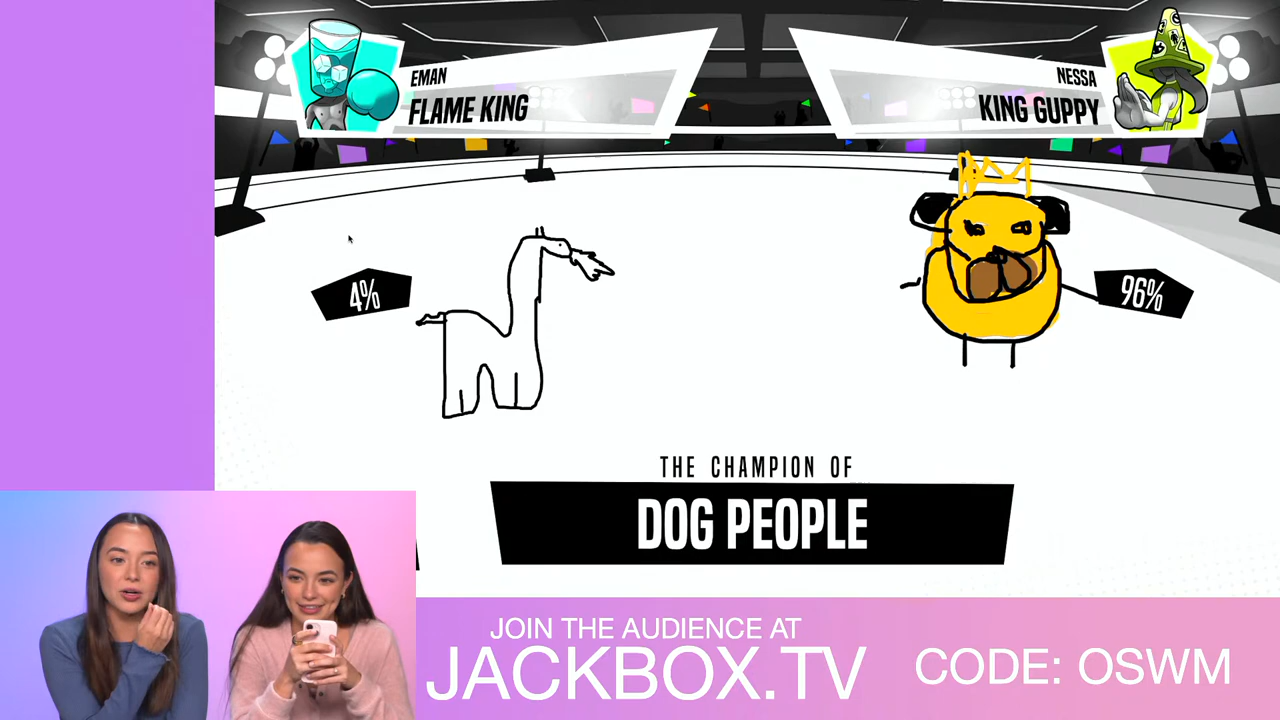 EMAN
FLAME KING
NESSA
KING GUPPY
4%
96%
THE CHAMPION OF
DOG PEOPLE
JOIN THE AUDIENCE AT
JACKBOX.TV
CODE: OSWM